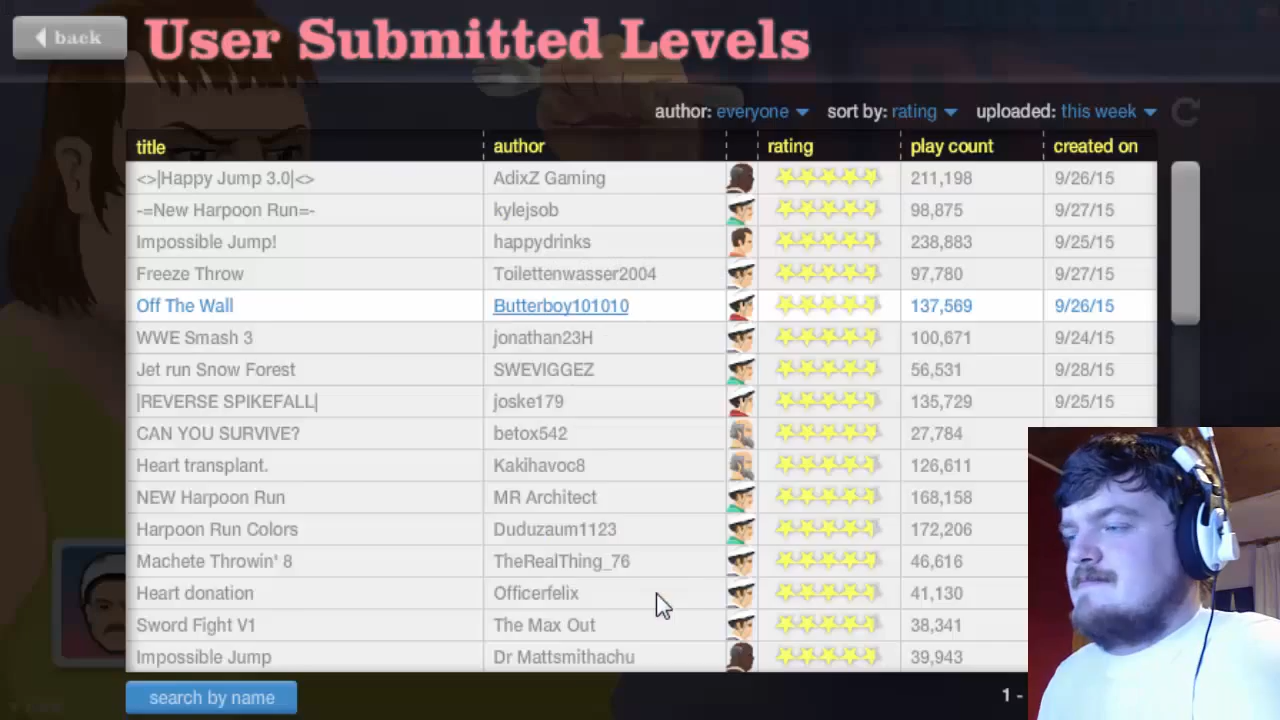 back
User Submitted Levels
author: everyone sort by: rating uploaded: this week
title author rating play count created on
<>|Happy Jump 3.0|<> AdixZ Gaming 211,198 9/26/15
-=New Harpoon Run=- kylejsob 98,875 9/27/15
Impossible Jump! happydrinks 238,883 9/25/15
Freeze Throw Toilettenwasser2004 97,780 9/27/15
Off The Wall Butterboy101010 137,569 9/26/15
WWE Smash 3 jonathan23H 100,671 9/24/15
Jet run Snow Forest SWEVIGGEZ 56,531 9/28/15
|REVERSE SPIKEFALL| joske179 135,729 9/25/15
CAN YOU SURVIVE? betox542 27,784
Heart transplant. Kakihavoc8 126,611
NEW Harpoon Run MR Architect 168,158
Harpoon Run Colors Duduzaum1123 172,206
Machete Throwin' 8 TheRealThing_76 46,616
Heart donation Officerfelix 41,130
Sword Fight V1 The Max Out 38,341
Impossible Jump Dr Mattsmithachu 39,943
search by name 1 -